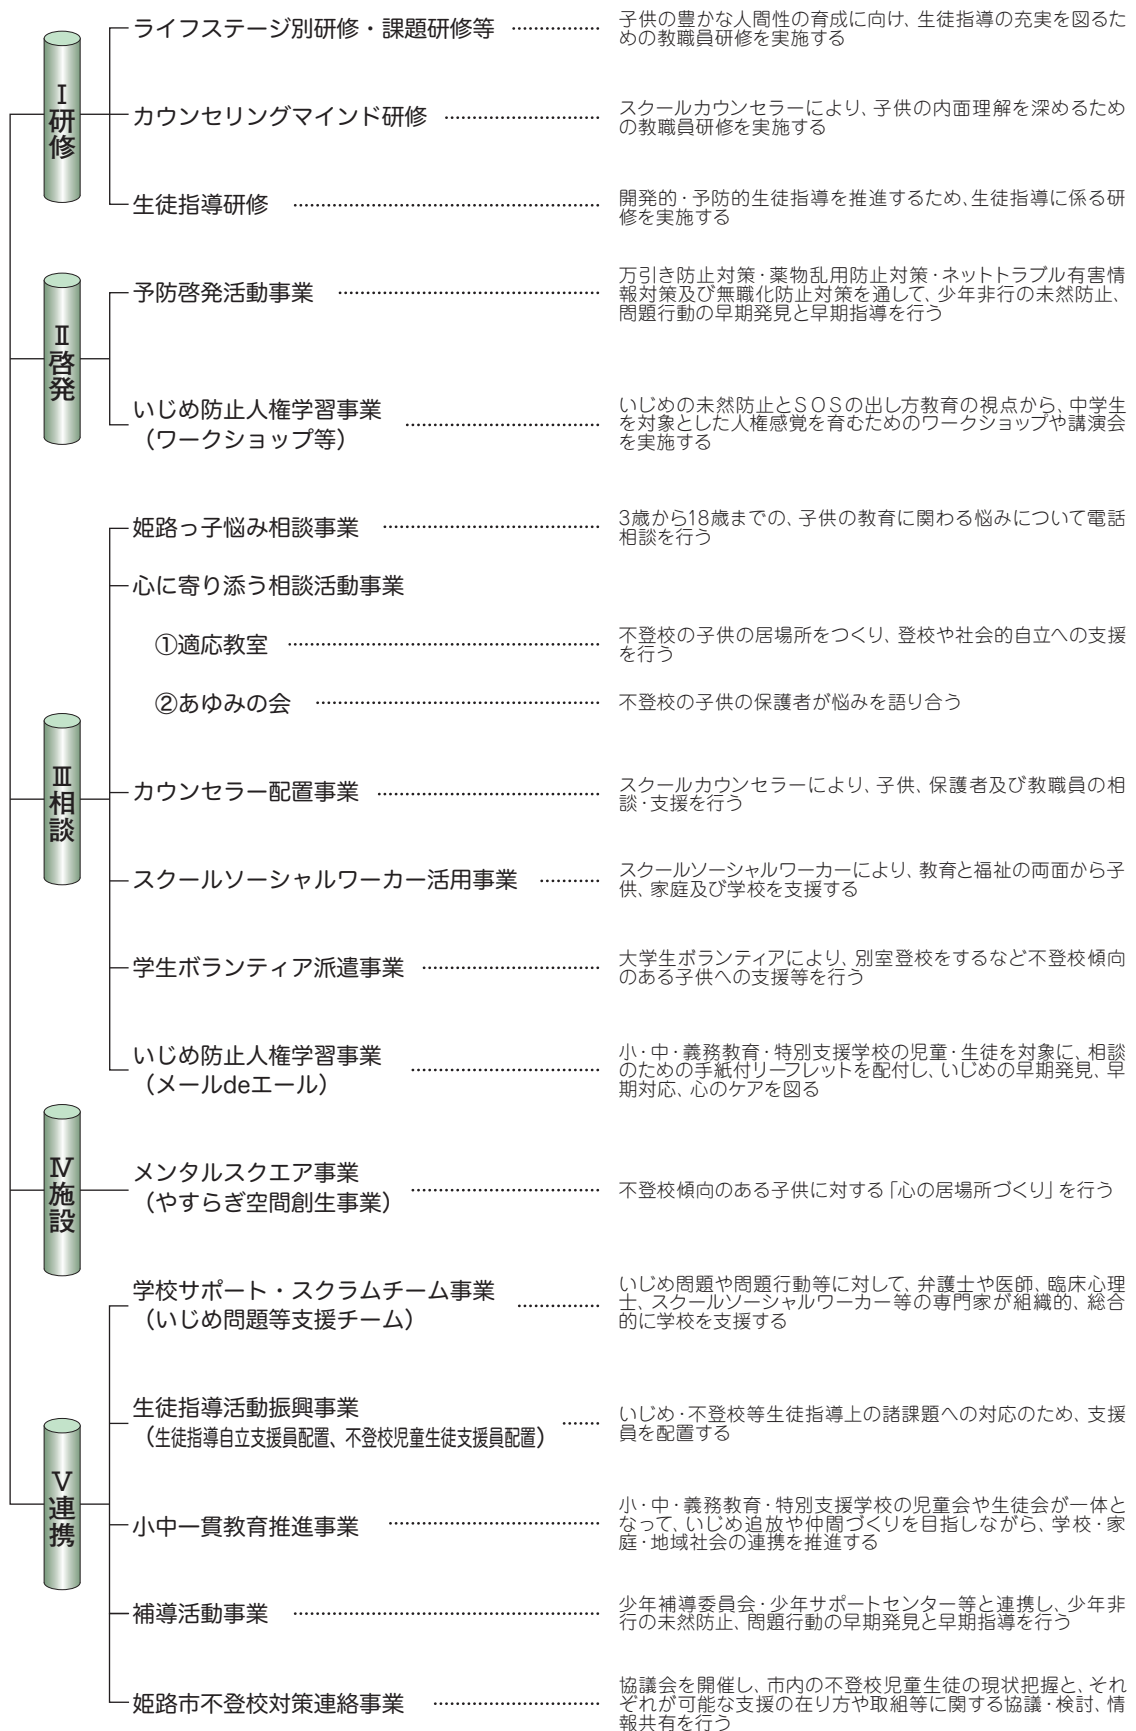 Ⅰ研修
ライフステージ別研修・課題研修等
子供の豊かな人間性の育成に向け、生徒指導の充実を図るた
めの教職員研修を実施する
カウンセリングマインド研修
スクールカウンセラーにより、子供の内面理解を深めるため
の教職員研修を実施する
生徒指導研修
開発的・予防的生徒指導を推進するため、生徒指導に係る研
修を実施する
Ⅱ啓発
予防啓発活動事業
万引き防止対策・薬物乱用防止対策・ネットトラブル有害情
報対策及び無職化防止対策を通して、少年非行の未然防止、
問題行動の早期発見と早期指導を行う
いじめ防止人権学習事業
（ワークショップ等）
いじめの未然防止とSOSの出し方教育の視点から、中学生
を対象とした人権感覚を育むためのワークショップや講演会
を実施する
Ⅲ相談
姫路っ子悩み相談事業
3歳から18歳までの、子供の教育に関わる悩みについて電話
相談を行う
心に寄り添う相談活動事業
①適応教室
不登校の子供の居場所をつくり、登校や社会的自立への支援
を行う
②あゆみの会
不登校の子供の保護者が悩みを語り合う
カウンセラー配置事業
スクールカウンセラーにより、子供、保護者及び教職員の相
談・支援を行う
スクールソーシャルワーカー活用事業
スクールソーシャルワーカーにより、教育と福祉の両面から子
供、家庭及び学校を支援する
学生ボランティア派遣事業
大学生ボランティアにより、別室登校をするなど不登校傾向
のある子供への支援等を行う
いじめ防止人権学習事業
（メールdeエール）
小・中・義務教育・特別支援学校の児童・生徒を対象に、相談
のための手紙付リーフレットを配付し、いじめの早期発見、早
期対応、心のケアを図る
Ⅳ施設
メンタルスクエア事業
（やすらぎ空間創生事業）
不登校傾向のある子供に対する「心の居場所づくり」を行う
Ⅴ連携
学校サポート・スクラムチーム事業
（いじめ問題等支援チーム）
いじめ問題や問題行動等に対して、弁護士や医師、臨床心理
士、スクールソーシャルワーカー等の専門家が組織的、総合
的に学校を支援する
生徒指導活動振興事業
（生徒指導自立支援員配置、不登校児童生徒支援員配置）
いじめ・不登校等生徒指導上の諸課題への対応のため、支援
員を配置する
小中一貫教育推進事業
小・中・義務教育・特別支援学校の児童会や生徒会が一体と
なって、いじめ追放や仲間づくりを目指しながら、学校・家
庭・地域社会の連携を推進する
補導活動事業
少年補導委員会・少年サポートセンター等と連携し、少年非
行の未然防止、問題行動の早期発見と早期指導を行う
姫路市不登校対策連絡事業
協議会を開催し、市内の不登校児童生徒の現状把握と、それ
ぞれが可能な支援の在り方や取組等に関する協議・検討、情
報共有を行う